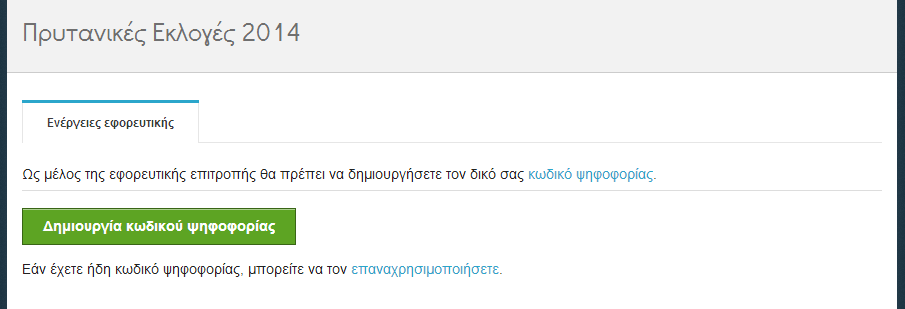 Πρυτανικές Εκλογές 2014
Ενέργειες εφορευτικής
Ως μέλος της εφορευτικής επιτροπής θα πρέπει να δημιουργήσετε τον δικό σας κωδικό ψηφοφορίας.
Δημιουργία κωδικού ψηφοφορίας
Εάν έχετε ήδη κωδικό ψηφοφορίας, μπορείτε να τον επαναχρησιμοποιήσετε.